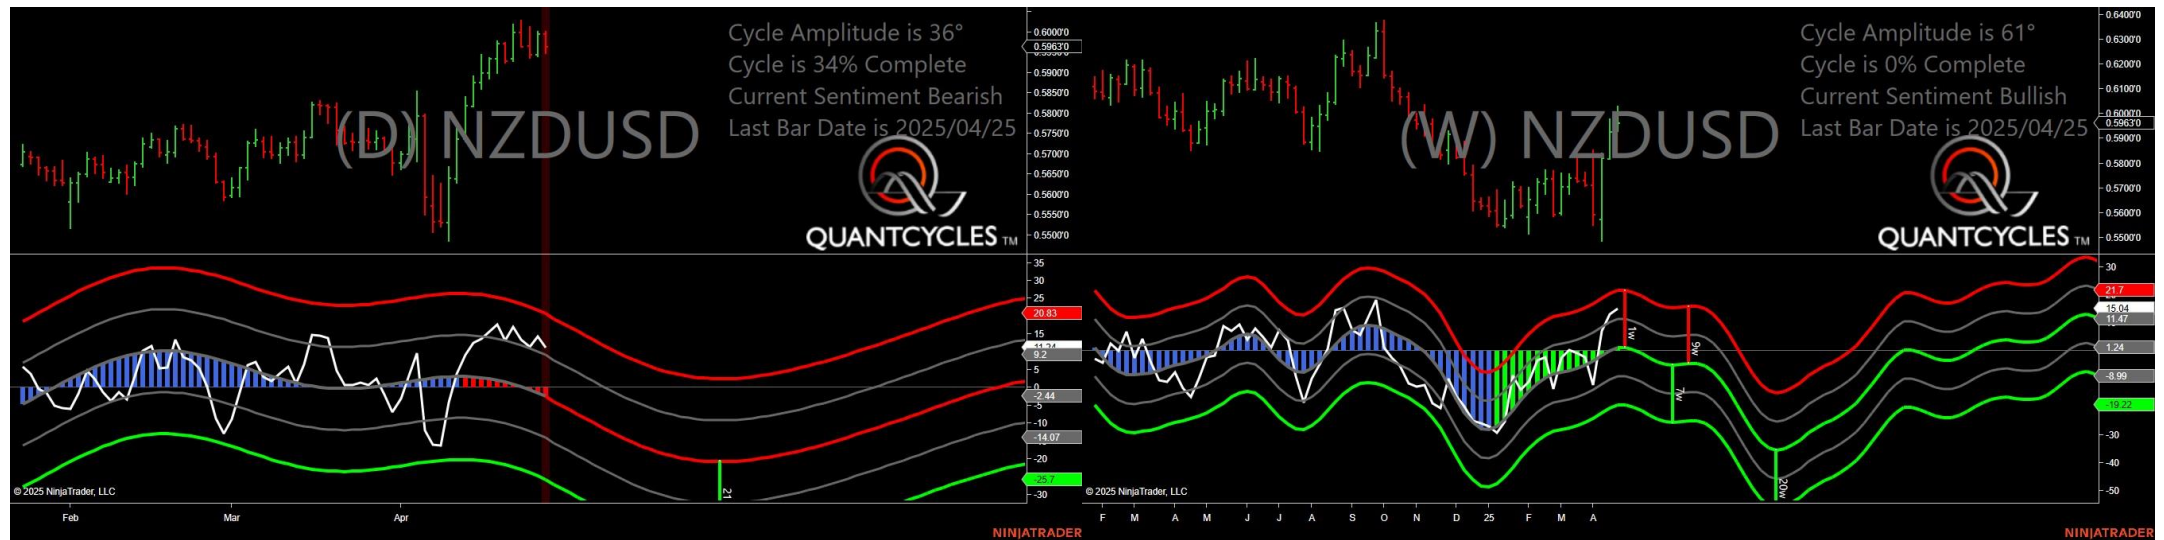 Cycle Amplitude is 36°
Cycle is 34% Complete
Current Sentiment Bearish
Last Bar Date is 2025/04/25
(D) NZDUSD
QUANTCYCLES TM
0.6000'0
0.5963'0
0.5900'0
0.5850'0
0.5800'0
0.5750'0
0.5700'0
0.5650'0
0.5600'0
0.5550'0
0.5500'0
35
30
25
20.83
15
11.24
9.2
5
0
-2.44
-5
-10
-14.07
-20
-25.7
-30
21
© 2025 NinjaTrader, LLC
Feb Mar Apr
NINJATRADER
Cycle Amplitude is 61°
Cycle is 0% Complete
Current Sentiment Bullish
Last Bar Date is 2025/04/25
(W) NZDUSD
QUANTCYCLES TM
0.6400'0
0.6300'0
0.6200'0
0.6100'0
0.6000'0
0.5963'0
0.5900'0
0.5800'0
0.5700'0
0.5600'0
0.5500'0
30
21.7
15.04
11.47
1.24
-8.99
-19.22
-30
-40
-50
1w
9w
7w
20w
© 2025 NinjaTrader, LLC
F M A M J J A S O N D 25 F M A
NINJATRADER